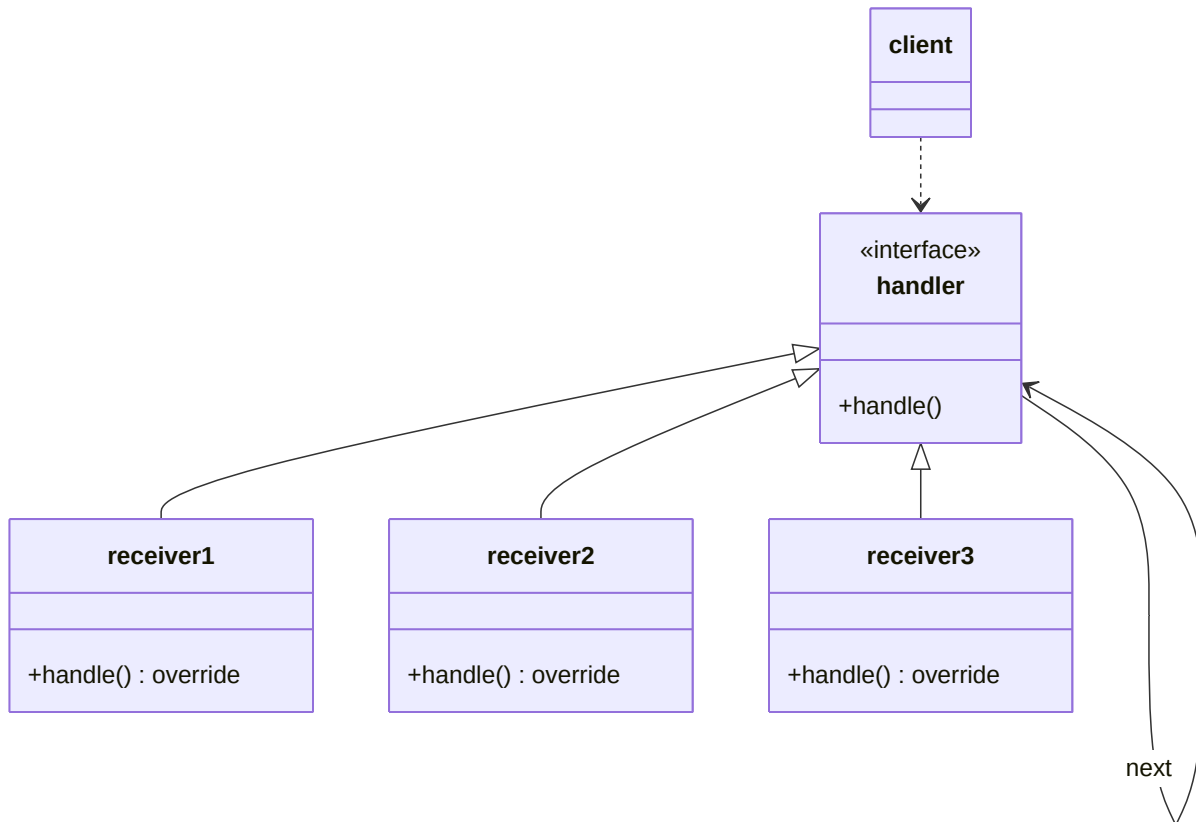 client
«interface»
handler
+handle()
receiver1
+handle() : override
receiver2
+handle() : override
receiver3
+handle() : override
next